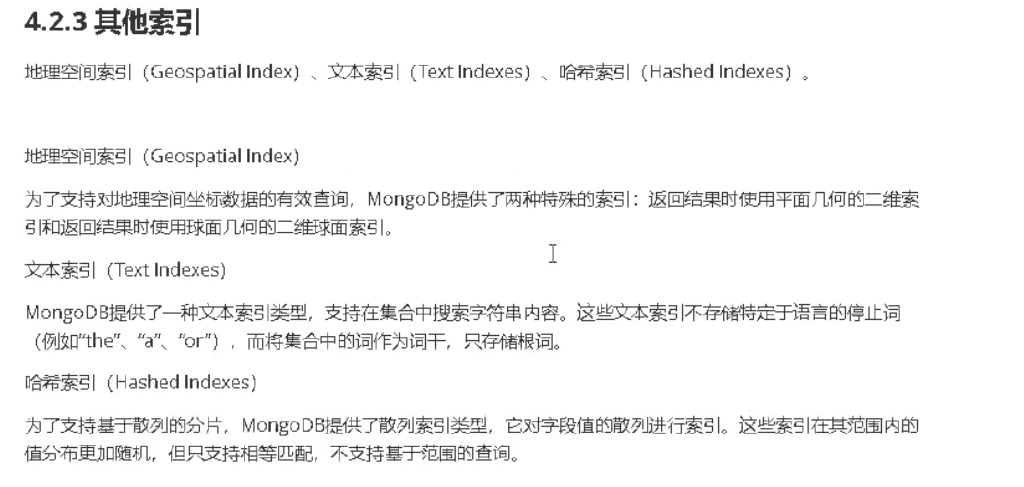 4.2.3 其他索引
地理空间索引（Geospatial Index）、文本索引（Text Indexes）、哈希索引（Hashed Indexes）。
地理空间索引（Geospatial Index）
为了支持对地理空间坐标数据的有效查询，MongoDB提供了两种特殊的索引：返回结果时使用平面几何的二维索
引和返回结果时使用球面几何的二维球面索引。
文本索引（Text Indexes）
MongoDB提供了一种文本索引类型，支持在集合中搜索字符串内容。这些文本索引不存储特定于语言的停止词
（例如“the”、“a”、“or”），而将集合中的词作为词干，只存储根词。
哈希索引（Hashed Indexes）
为了支持基于散列的分片，MongoDB提供了散列索引类型，它对字段值的散列进行索引。这些索引在其范围内的
值分布更加随机，但只支持相等匹配，不支持基于范围的查询。